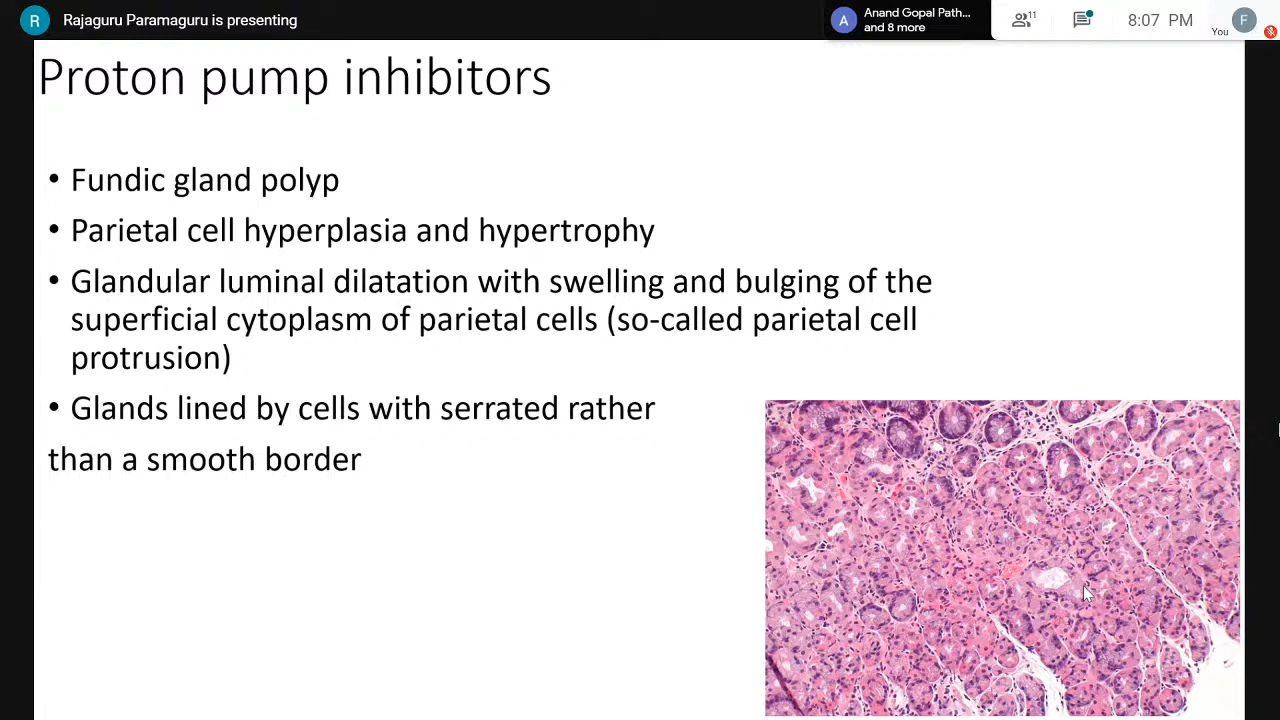 R Rajaguru Paramaguru is presenting
A Anand Gopal Path...
and 8 more
11
8:07 PM
You F
Proton pump inhibitors
• Fundic gland polyp
• Parietal cell hyperplasia and hypertrophy
• Glandular luminal dilatation with swelling and bulging of the
superficial cytoplasm of parietal cells (so-called parietal cell
protrusion)
• Glands lined by cells with serrated rather
than a smooth border